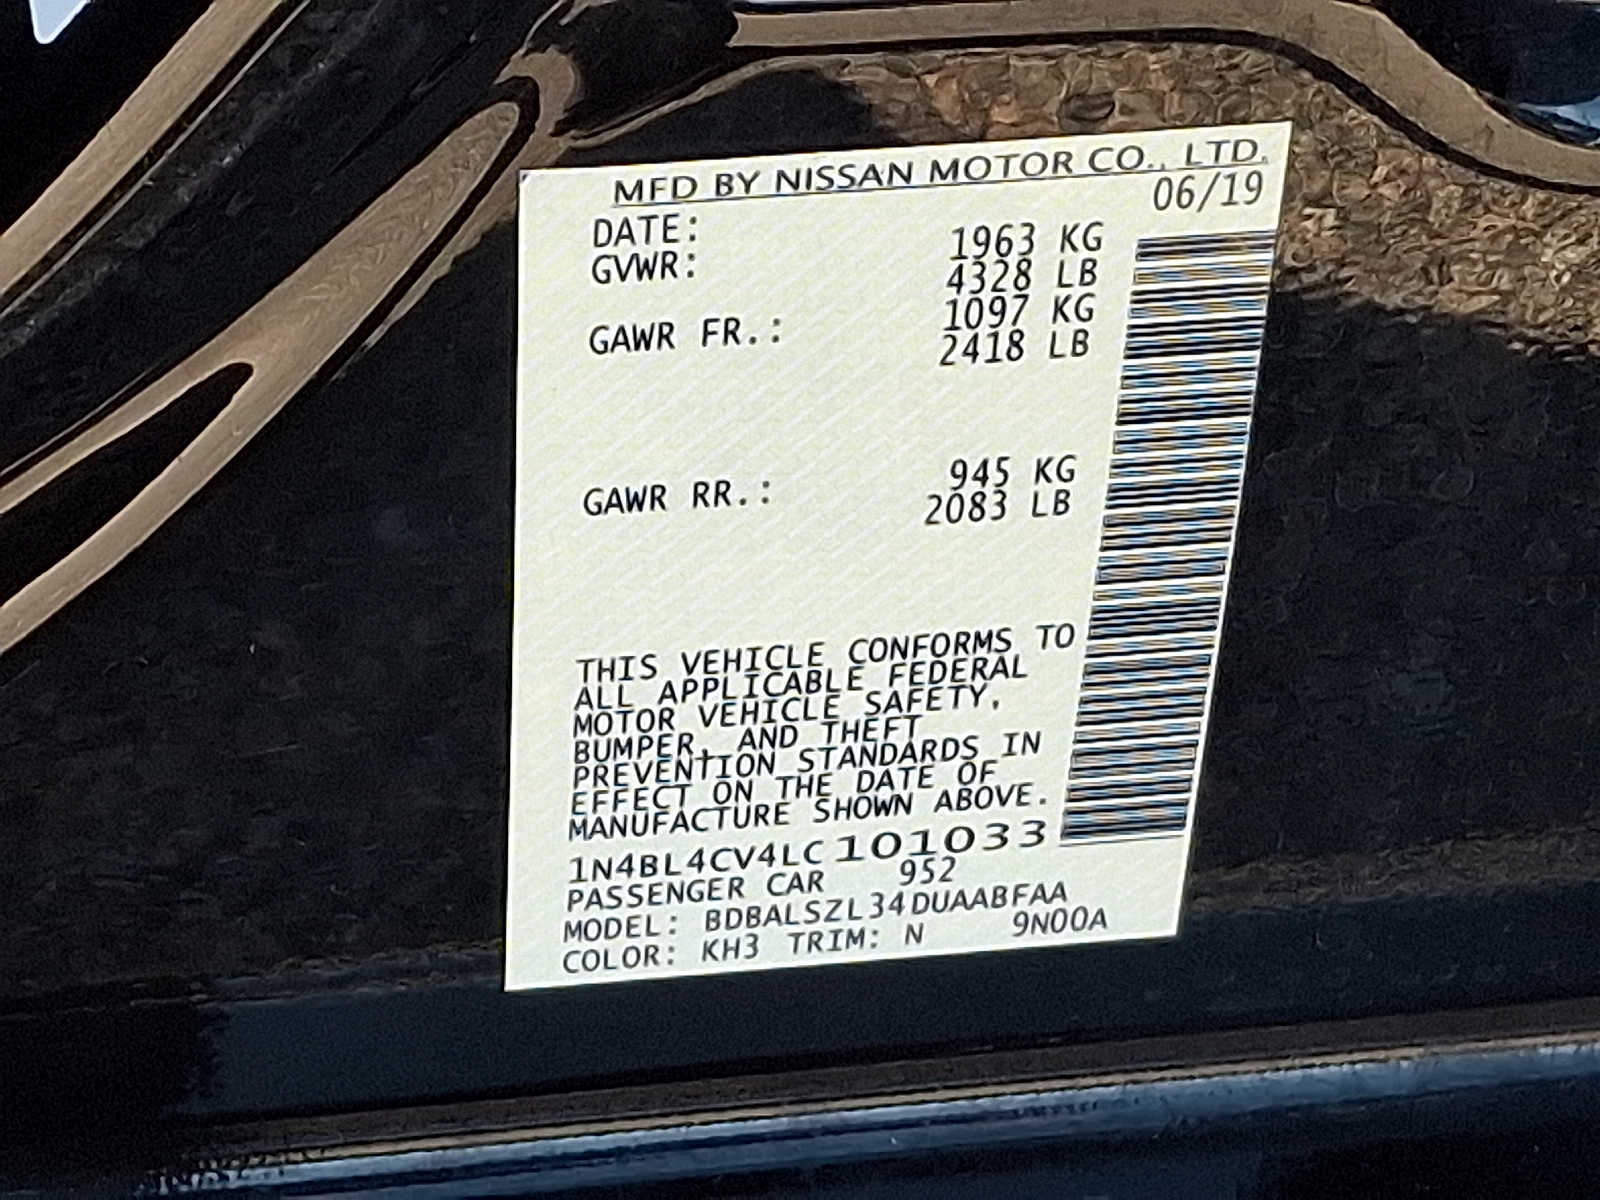 MFD BY NISSAN MOTOR CO., LTD.
DATE: 06/19
GVWR: 1963 KG
4328 LB
GAWR FR.: 1097 KG
2418 LB
GAWR RR.: 945 KG
2083 LB
THIS VEHICLE CONFORMS TO
ALL APPLICABLE FEDERAL
MOTOR VEHICLE SAFETY,
BUMPER, AND THEFT
PREVENTION STANDARDS IN
EFFECT ON THE DATE OF
MANUFACTURE SHOWN ABOVE.
1N4BL4CV4LC101033
PASSENGER CAR 952
MODEL: BDBALSZL34DUAABFAA
COLOR: KH3 TRIM: N 9N00A